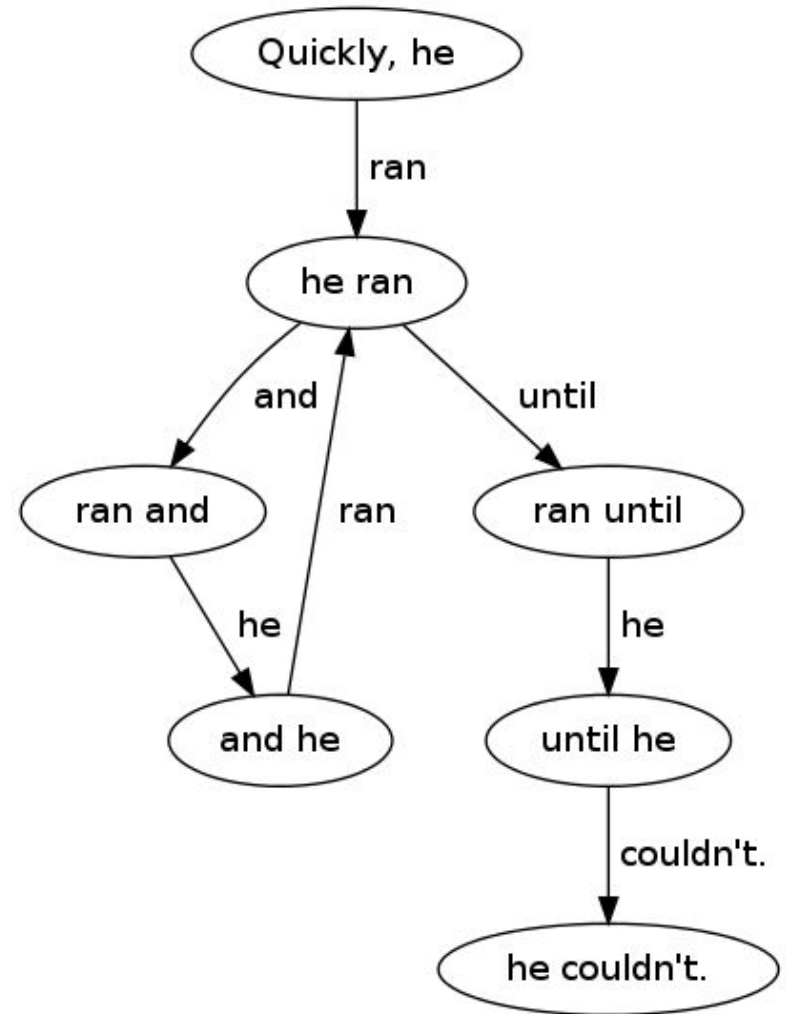 Quickly, he
ran
he ran
and
until
ran and
ran
ran until
he
he
and he
until he
couldn't.
he couldn't.